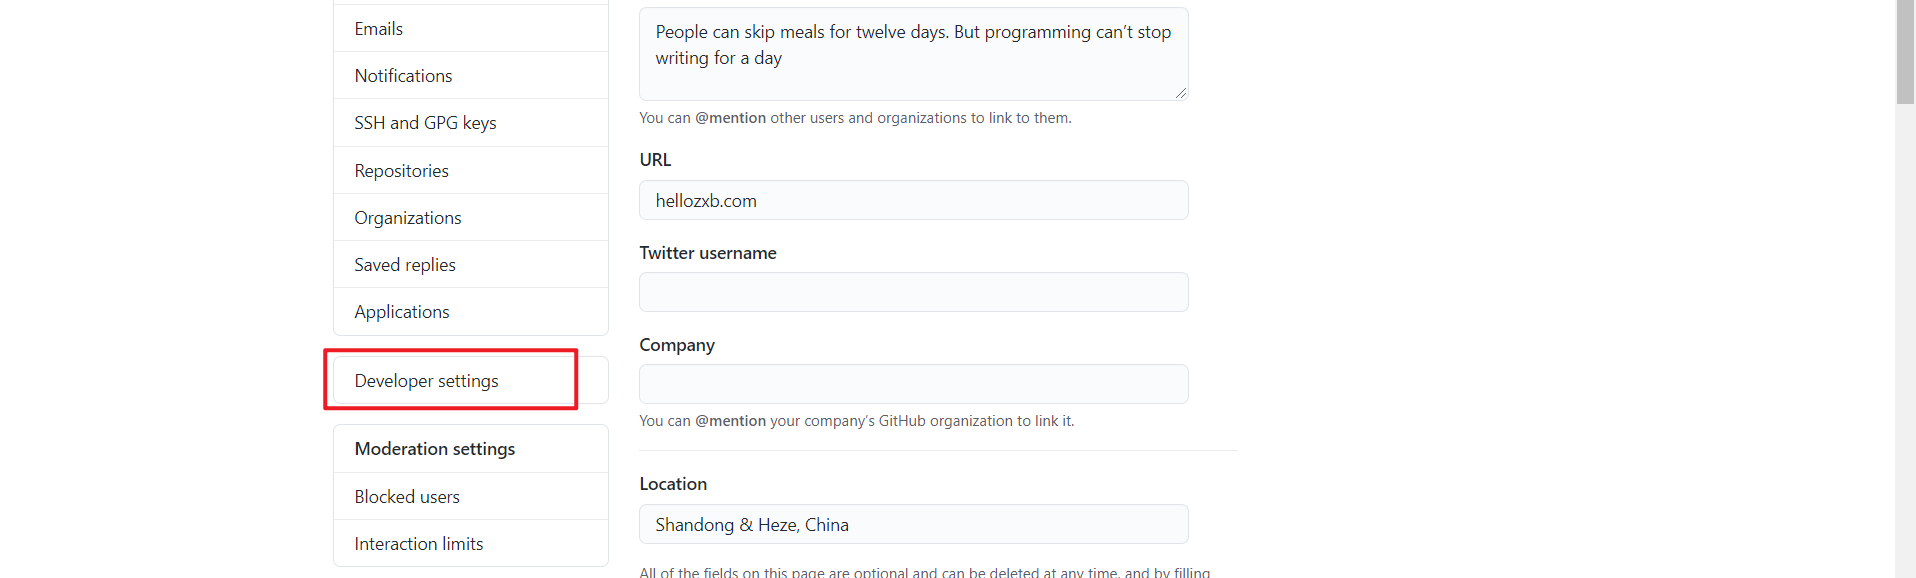 Emails
Notifications
SSH and GPG keys
Repositories
Organizations
Saved replies
Applications
Developer settings
Moderation settings
Blocked users
Interaction limits
People can skip meals for twelve days. But programming can’t stop
writing for a day
You can @mention other users and organizations to link to them.
URL
hellozxb.com
Twitter username
Company
You can @mention your company’s GitHub organization to link it.
Location
Shandong & Heze, China
All of the fields on this page are optional and can be deleted at any time, and by filling